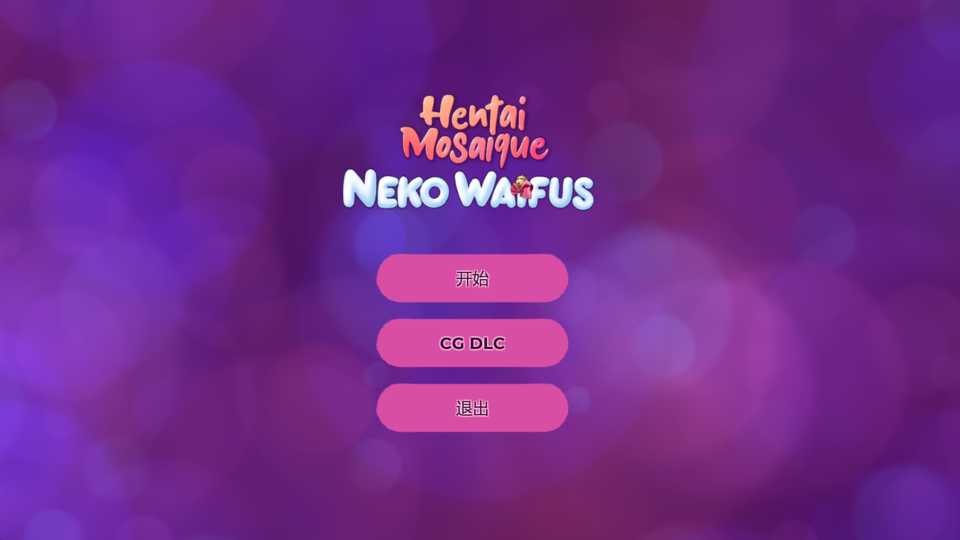 Hentai
Mosaique
NEKO WAIFUS
开始
CG DLC
退出